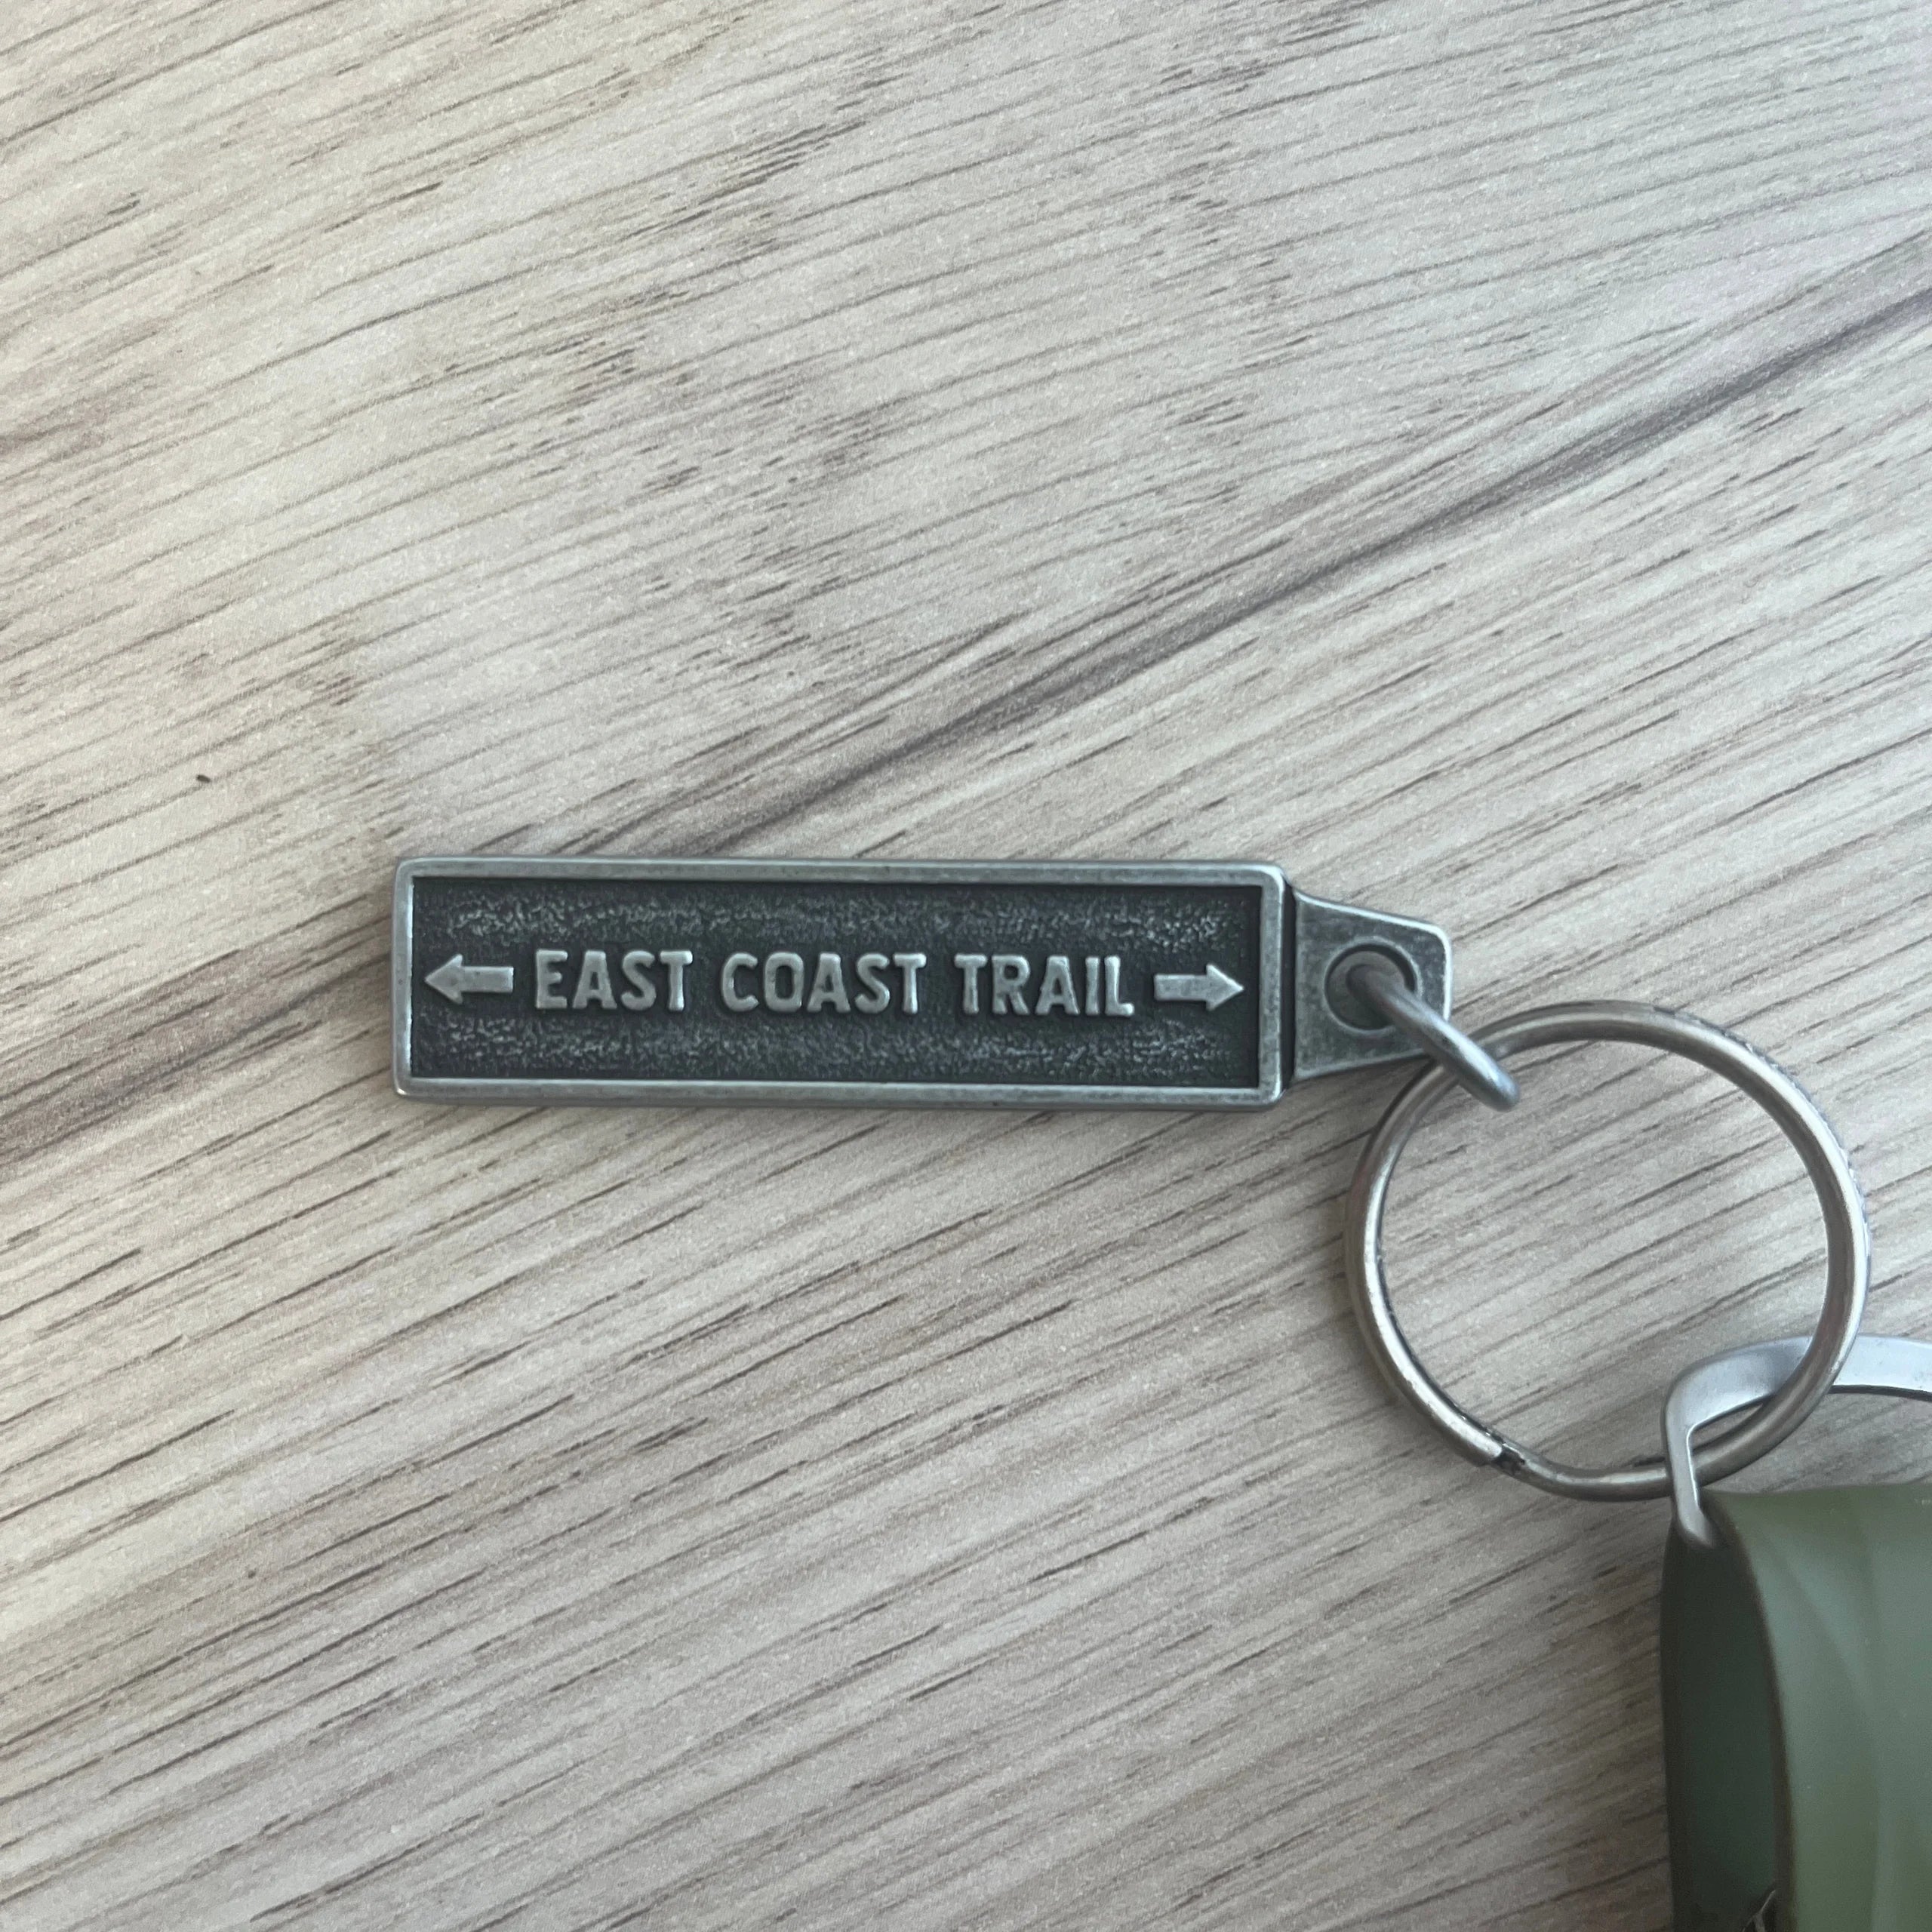 ← EAST COAST TRAIL →